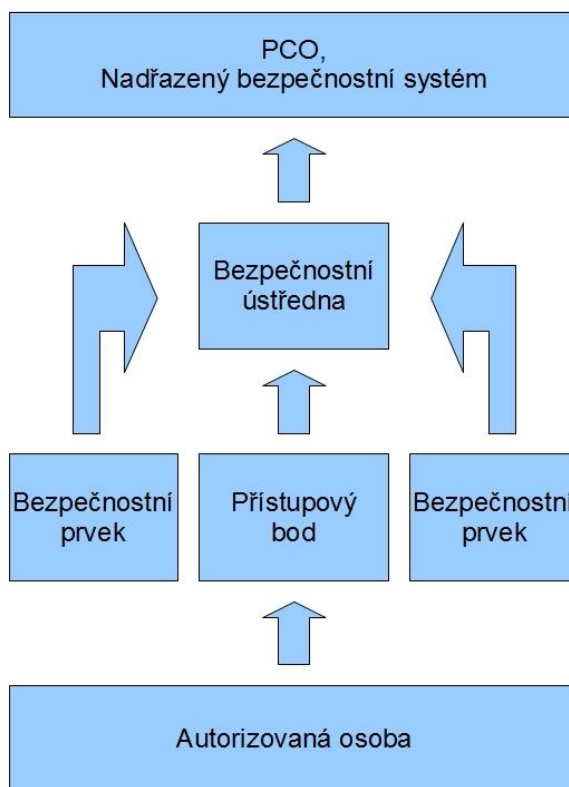 PCO,
Nadřazený bezpečnostní systém
Bezpečnostní
ústředna
Bezpečnostní
prvek
Přístupový
bod
Bezpečnostní
prvek
Autorizovaná osoba